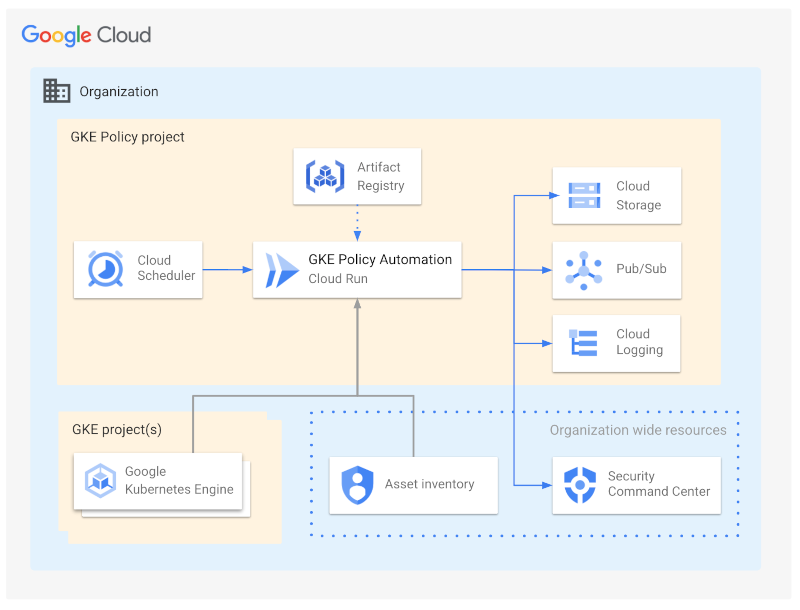 Google Cloud
Organization
GKE Policy project
Artifact
Registry
Cloud
Storage
Cloud
Scheduler
GKE Policy Automation
Cloud Run
Pub/Sub
Cloud
Logging
GKE project(s)
Google
Kubernetes Engine
Organization wide resources
Asset inventory
Security
Command Center